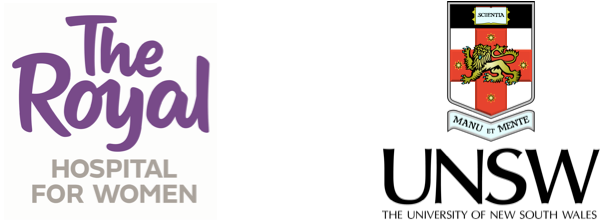 The
Royal
HOSPITAL
FOR WOMEN
SCIENTIA
MANU ET MENTE
UNSW
THE UNIVERSITY OF NEW SOUTH WALES